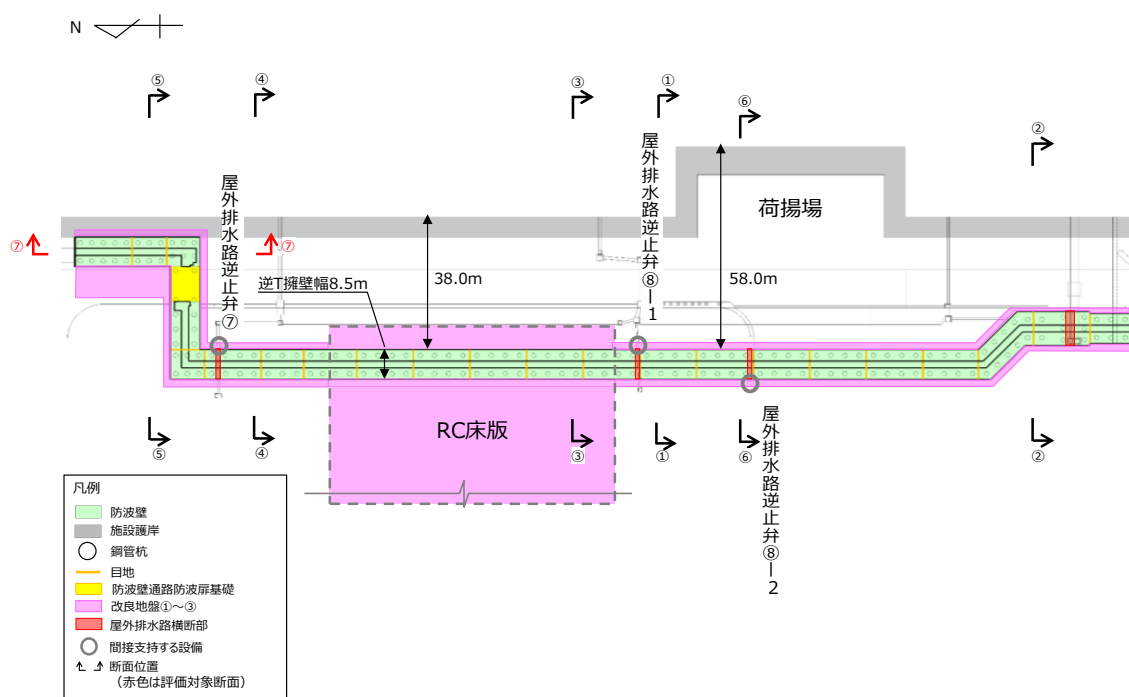 N
⑤
④
③
①
⑥
②
屋外排水路逆止弁⑦
屋外排水路逆止弁⑧-1
荷揚場
⑦
⑦
38.0m
58.0m
逆T擁壁幅8.5m
RC床版
屋外排水路逆止弁⑧-2
⑤
④
③
①
⑥
②
凡例
防波壁
施設護岸
鋼管杭
目地
防波壁通路防波扉基礎
改良地盤①~③
屋外排水路横断部
間接支持する設備
断面位置
(赤色は評価対象断面)